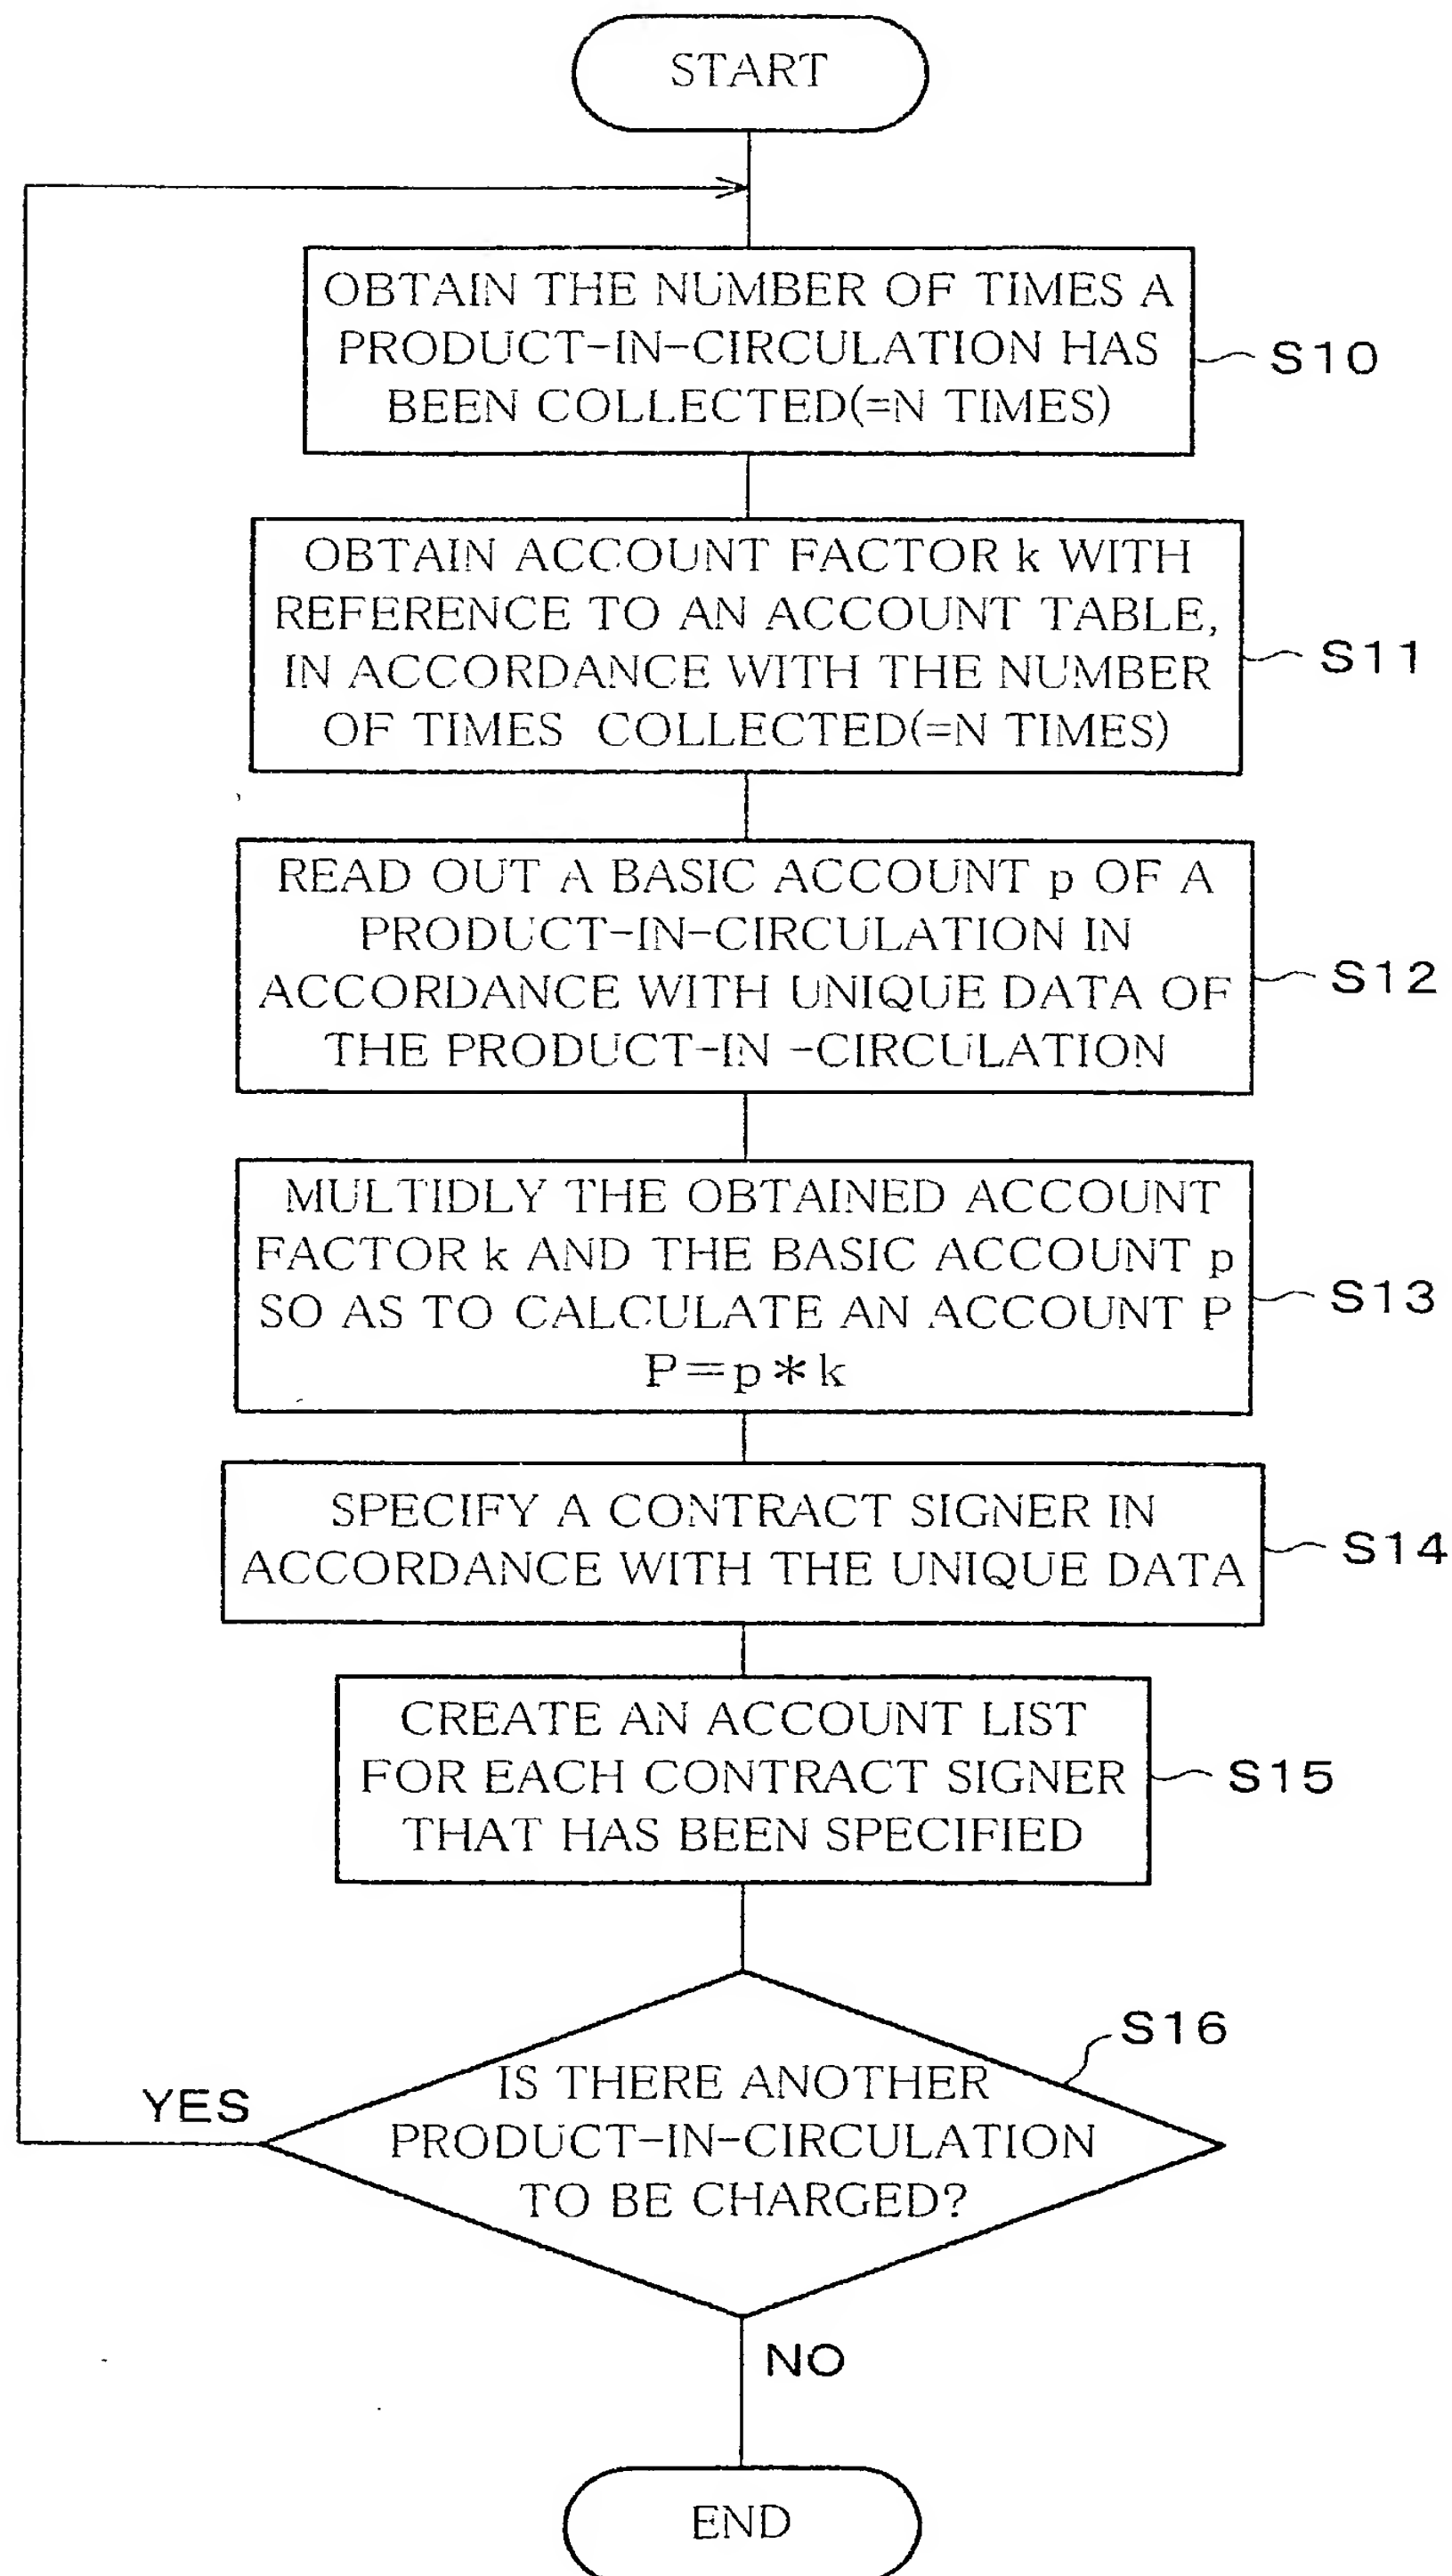 START
OBTAIN THE NUMBER OF TIMES A
PRODUCT-IN-CIRCULATION HAS
BEEN COLLECTED(=N TIMES)
S10
OBTAIN ACCOUNT FACTOR k WITH
REFERENCE TO AN ACCOUNT TABLE,
IN ACCORDANCE WITH THE NUMBER
OF TIMES COLLECTED(=N TIMES)
S11
READ OUT A BASIC ACCOUNT p OF A
PRODUCT-IN-CIRCULATION IN
ACCORDANCE WITH UNIQUE DATA OF
THE PRODUCT-IN -CIRCULATION
S12
MULTIDLY THE OBTAINED ACCOUNT
FACTOR k AND THE BASIC ACCOUNT p
SO AS TO CALCULATE AN ACCOUNT P
P=p*k
S13
SPECIFY A CONTRACT SIGNER IN
ACCORDANCE WITH THE UNIQUE DATA
S14
CREATE AN ACCOUNT LIST
FOR EACH CONTRACT SIGNER
THAT HAS BEEN SPECIFIED
S15
S16
IS THERE ANOTHER
PRODUCT-IN-CIRCULATION
TO BE CHARGED?
YES
NO
END